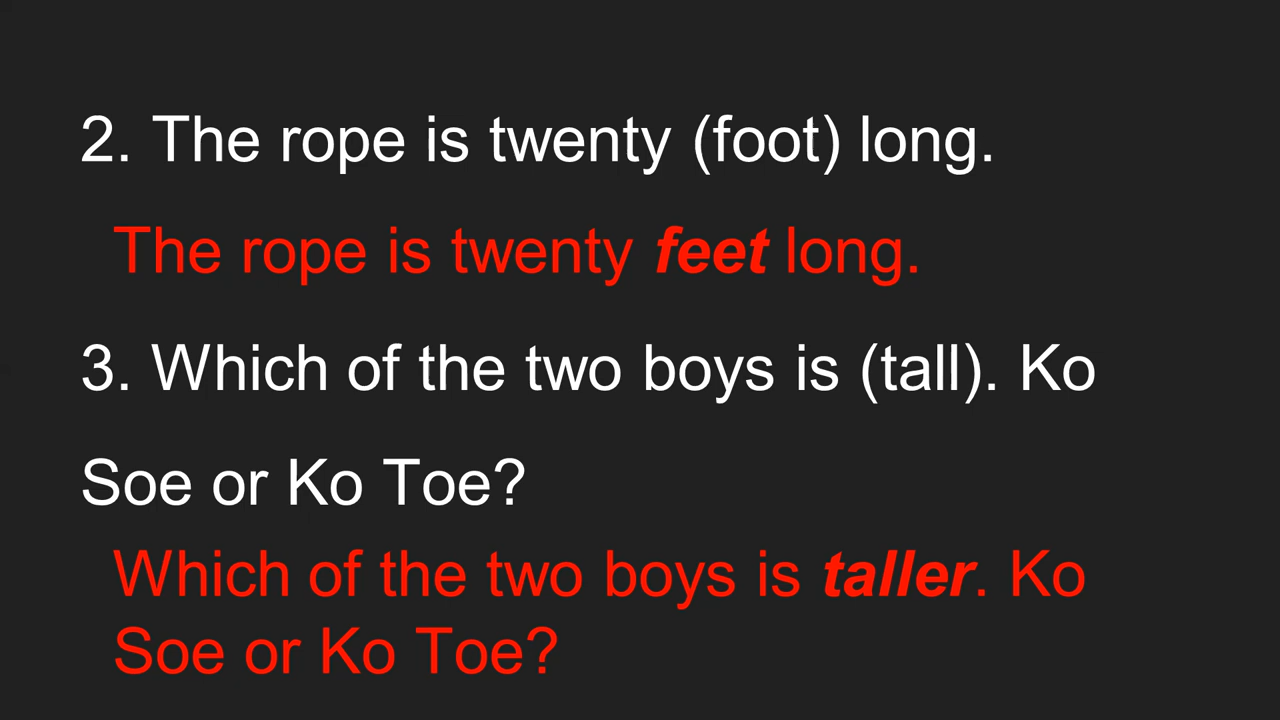 2. The rope is twenty (foot) long.
The rope is twenty feet long.
3. Which of the two boys is (tall). Ko
Soe or Ko Toe?
Which of the two boys is taller. Ko
Soe or Ko Toe?